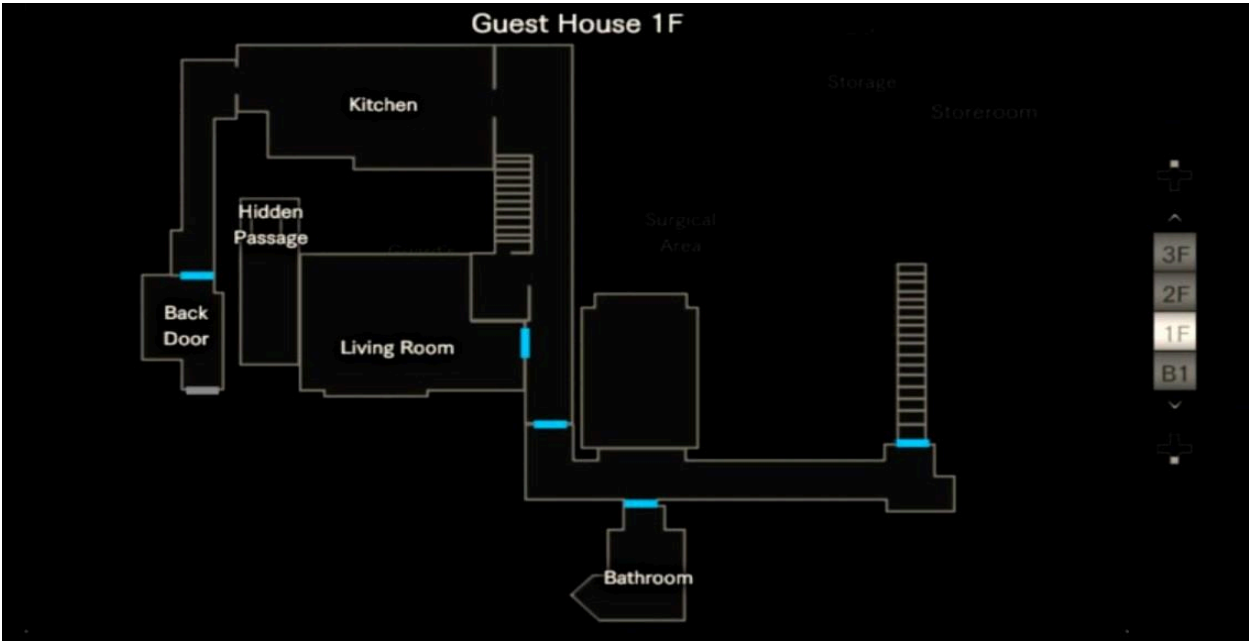 Guest House 1F
Storage
Kitchen
Storeroom
Hidden
Passage
Surgical
Area
3F
2F
1F
B1
Back
Door
Living Room
Bathroom